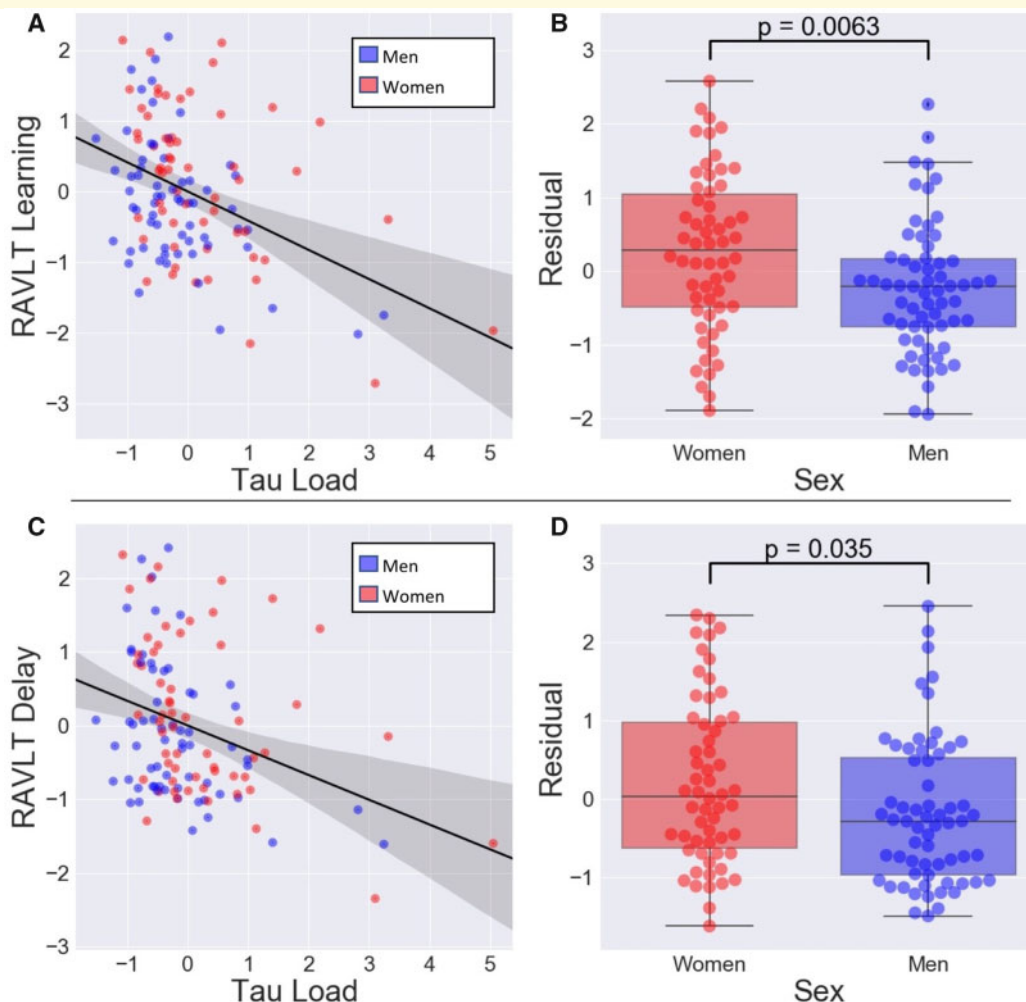 A
RAVLT Learning
2
1
0
−1
−2
−3
Men
Women
−1 0 1 2 3 4 5
Tau Load
B
p = 0.0063
Residual
3
2
1
0
−1
−2
Women Men
Sex
C
RAVLT Delay
2
1
0
−1
−2
−3
Men
Women
−1 0 1 2 3 4 5
Tau Load
D
p = 0.035
Residual
3
2
1
0
−1
Women Men
Sex